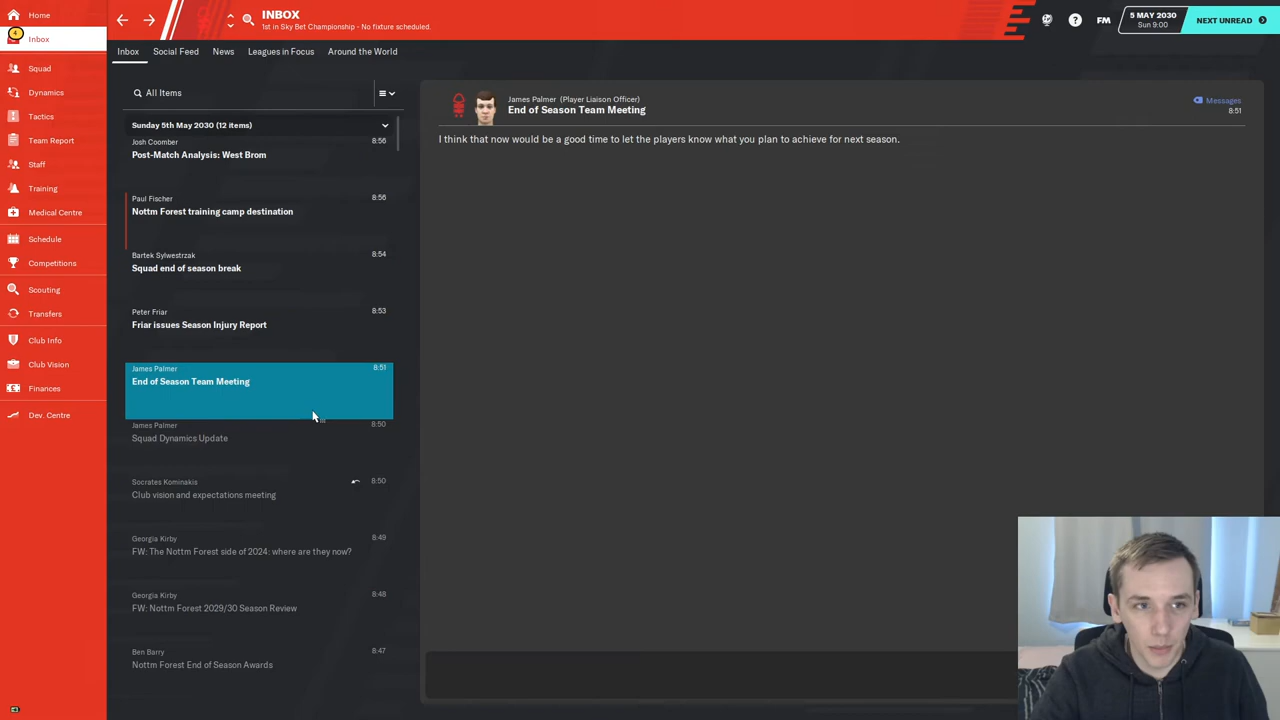 Home
4
Inbox
Squad
Dynamics
Tactics
Team Report
Staff
Training
Medical Centre
Schedule
Competitions
Scouting
Transfers
Club Info
Club Vision
Finances
Dev. Centre
INBOX
1st in Sky Bet Championship - No fixture scheduled.
?
FM
5 MAY 2030
Sun 9:00
NEXT UNREAD
Inbox
Social Feed
News
Leagues in Focus
Around the World
All Items
Sunday 5th May 2030 (12 items)
Josh Coomber 8:56
Post-Match Analysis: West Brom
Paul Fischer 8:56
Nottm Forest training camp destination
Bartek Sylwestrzak 8:54
Squad end of season break
Peter Friar 8:53
Friar issues Season Injury Report
James Palmer 8:51
End of Season Team Meeting
James Palmer 8:50
Squad Dynamics Update
Socrates Kominakis 8:50
Club vision and expectations meeting
Georgia Kirby 8:49
FW: The Nottm Forest side of 2024: where are they now?
Georgia Kirby 8:48
FW: Nottm Forest 2029/30 Season Review
Ben Barry 8:47
Nottm Forest End of Season Awards
James Palmer (Player Liaison Officer)
End of Season Team Meeting
Messages
8:51
I think that now would be a good time to let the players know what you plan to achieve for next season.